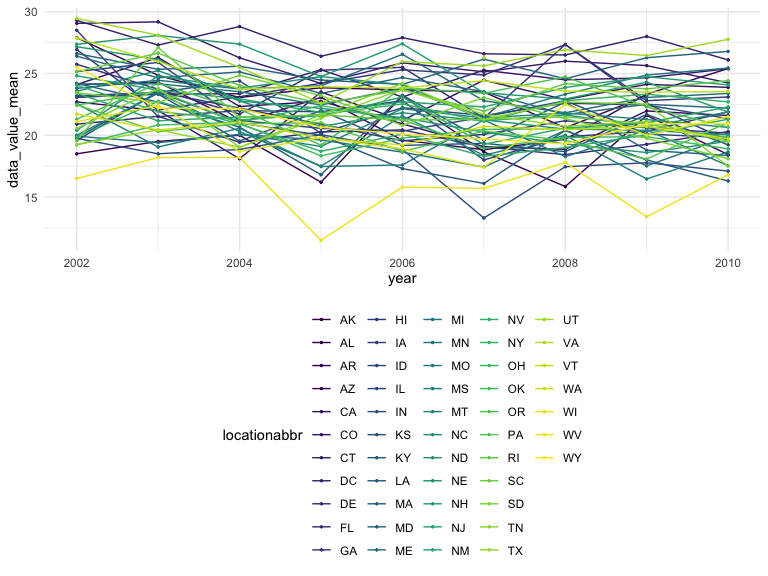 30
25
20
15
data_value_mean
2002 2004 2006 2008 2010
year
locationabbr
AK HI MI NV UT
AL IA MN NY VA
AR ID MO OH VT
AZ IL MS OK WA
CA IN MT OR WI
CO KS NC PA WV
CT KY ND RI WY
DC LA NE SC
DE MA NH SD
FL MD NJ TN
GA ME NM TX